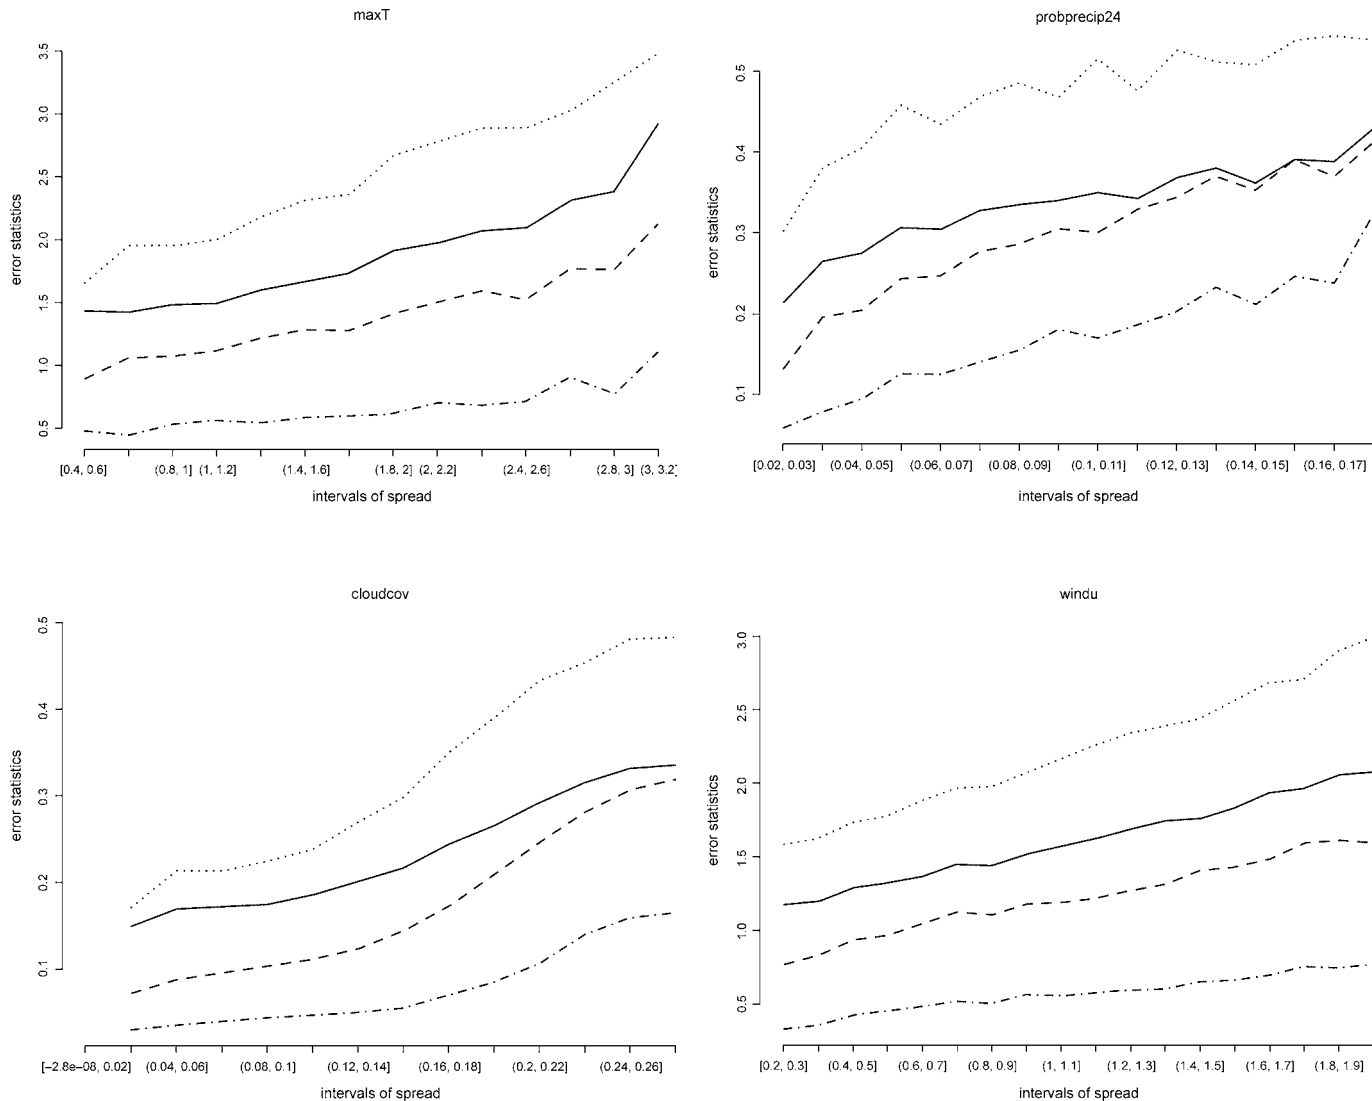 maxT
error statistics
3.5
3.0
2.5
2.0
1.5
1.0
0.5
[0.4, 0.6] (0.8, 1] (1, 1.2] (1.4, 1.6] (1.8, 2] (2, 2.2] (2.4, 2.6] (2.8, 3] (3, 3.2]
intervals of spread
probprecip24
error statistics
0.5
0.4
0.3
0.2
0.1
[0.02, 0.03] (0.04, 0.05] (0.06, 0.07] (0.08, 0.09] (0.1, 0.11] (0.12, 0.13] (0.14, 0.15] (0.16, 0.17]
intervals of spread
cloudcov
error statistics
0.5
0.4
0.3
0.2
0.1
[−2.8e−08, 0.02] (0.04, 0.06] (0.08, 0.1] (0.12, 0.14] (0.16, 0.18] (0.2, 0.22] (0.24, 0.26]
intervals of spread
windu
error statistics
3.0
2.5
2.0
1.5
1.0
0.5
[0.2, 0.3] (0.4, 0.5] (0.6, 0.7] (0.8, 0.9] (1, 1.1] (1.2, 1.3] (1.4, 1.5] (1.6, 1.7] (1.8, 1.9]
intervals of spread